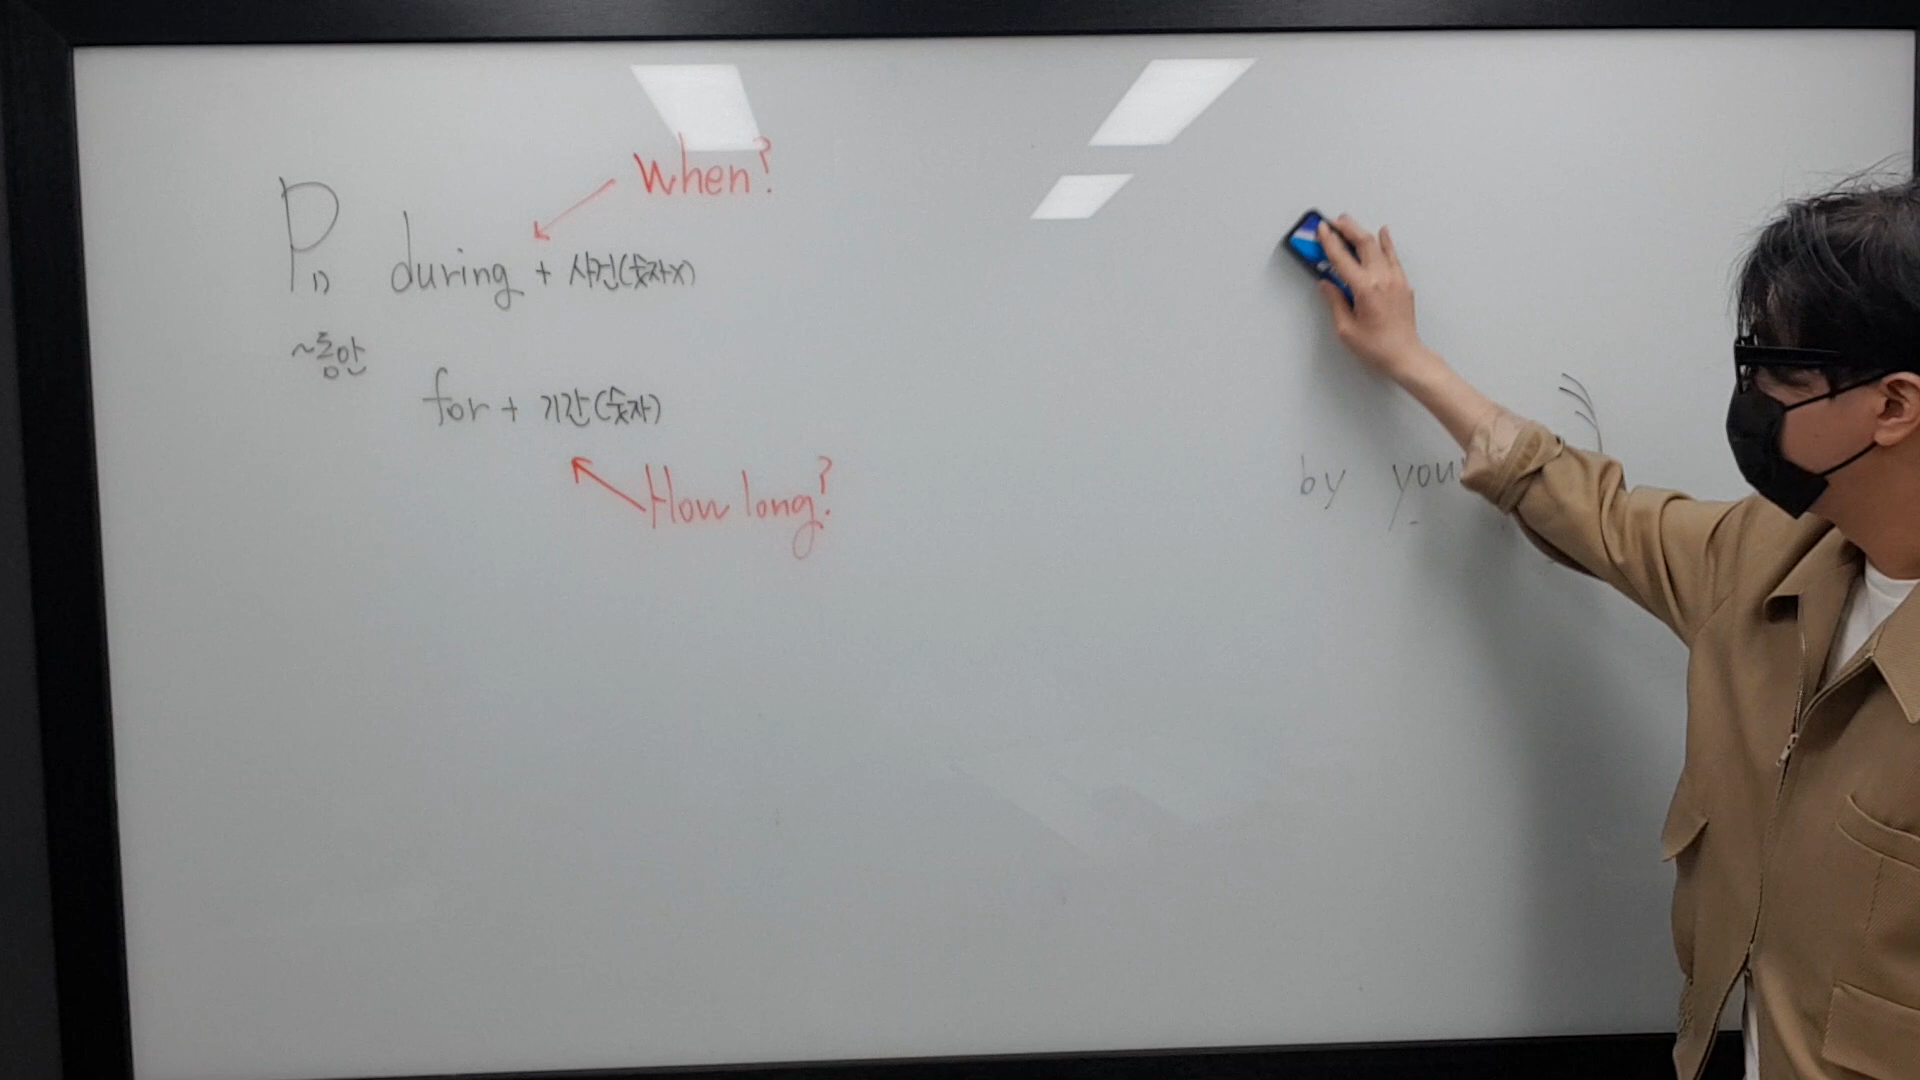 When?
P
1) during + 사건(숫자x)
~동안
for + 기간(숫자)
How long?
by you